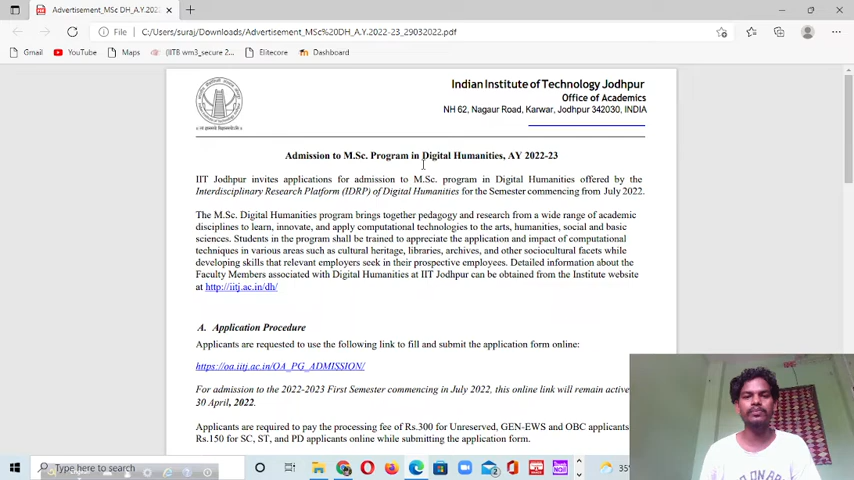 Advertisement_MSc DH_A.Y.2022
File
C:/Users/suraj/Downloads/Advertisement_MSc%20DH_A.Y.2022-23_29032022.pdf
Gmail
YouTube
Maps
(IITB wm3_secure 2...
Elitecore
Dashboard
Indian Institute of Technology Jodhpur
Office of Academics
NH 62, Nagaur Road, Karwar, Jodhpur 342030, INDIA
Admission to M.Sc. Program in Digital Humanities, AY 2022-23
IIT Jodhpur invites applications for admission to M.Sc. program in Digital Humanities offered by the
Interdisciplinary Research Platform (IDRP) of Digital Humanities for the Semester commencing from July 2022.
The M.Sc. Digital Humanities program brings together pedagogy and research from a wide range of academic
disciplines to learn, innovate, and apply computational technologies to the arts, humanities, social and basic
sciences. Students in the program shall be trained to appreciate the application and impact of computational
techniques in various areas such as cultural heritage, libraries, archives, and other sociocultural facets while
developing skills that relevant employers seek in their prospective employees. Detailed information about the
Faculty Members associated with Digital Humanities at IIT Jodhpur can be obtained from the Institute website
at http://iitj.ac.in/dh/
A. Application Procedure
Applicants are requested to use the following link to fill and submit the application form online:
https://oa.iitj.ac.in/OA_PG_ADMISSION/
For admission to the 2022-2023 First Semester commencing in July 2022, this online link will remain active
30 April, 2022.
Applicants are required to pay the processing fee of Rs.300 for Unreserved, GEN-EWS and OBC applicants
Rs.150 for SC, ST, and PD applicants online while submitting the application form.
Type here to search
35°